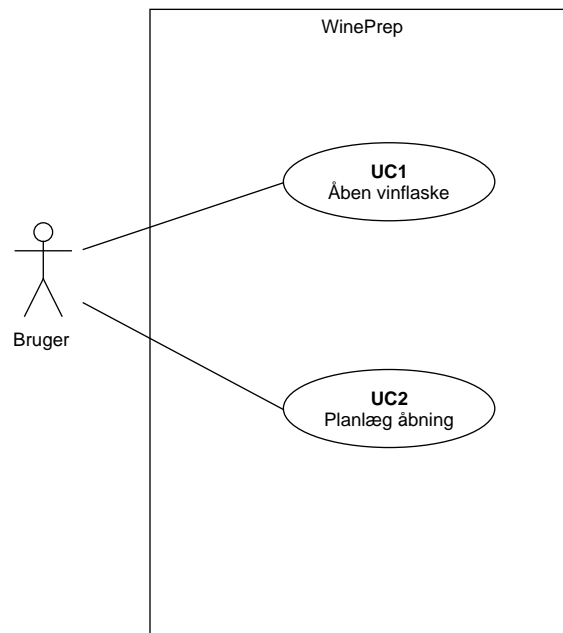 WinePrep
UC1
Åben vinflaske
Bruger
UC2
Planlæg åbning